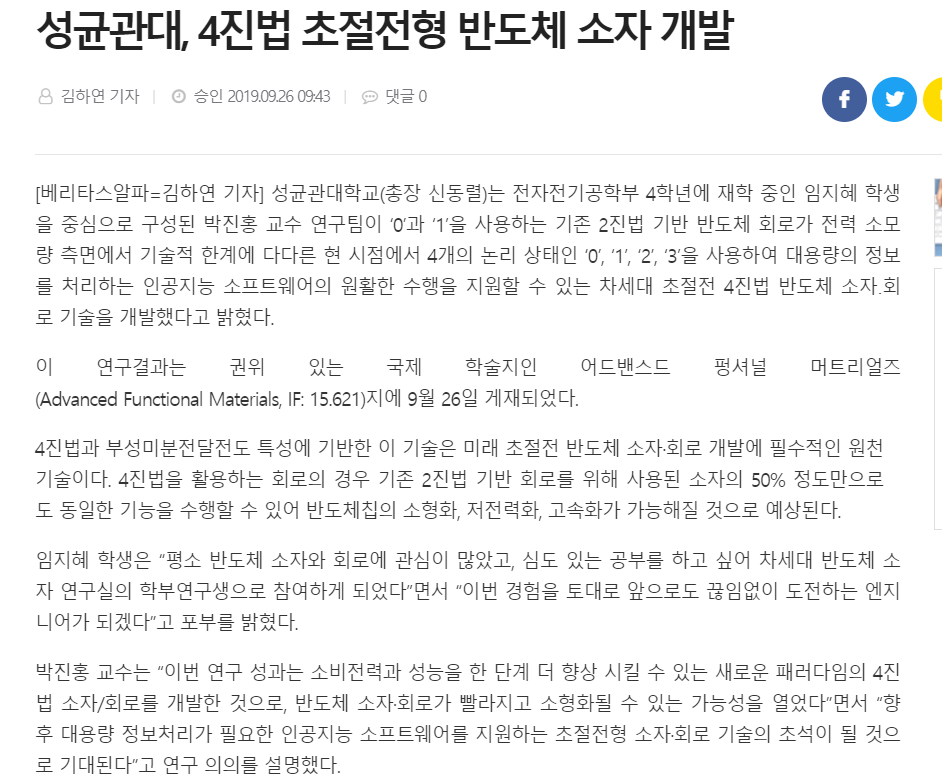 성균관대, 4진법 초절전형 반도체 소자 개발
김하연 기자 | 승인 2019.09.26 09:43 | 댓글 0
[베리타스알파=김하연 기자] 성균관대학교(총장 신동렬)는 전자전기공학부 4학년에 재학 중인 임지혜 학생
을 중심으로 구성된 박진홍 교수 연구팀이 ‘0’과 ‘1’을 사용하는 기존 2진법 기반 반도체 회로가 전력 소모
량 측면에서 기술적 한계에 다다른 현 시점에서 4개의 논리 상태인 ‘0’, ‘1’, ‘2’, ‘3’을 사용하여 대용량의 정보
를 처리하는 인공지능 소프트웨어의 원활한 수행을 지원할 수 있는 차세대 초절전 4진법 반도체 소자.회
로 기술을 개발했다고 밝혔다.
이 연구결과는 권위 있는 국제 학술지인 어드밴스드 펑셔널 머트리얼즈
(Advanced Functional Materials, IF: 15.621)지에 9월 26일 게재되었다.
4진법과 부성미분전달전도 특성에 기반한 이 기술은 미래 초절전 반도체 소자·회로 개발에 필수적인 원천
기술이다. 4진법을 활용하는 회로의 경우 기존 2진법 기반 회로를 위해 사용된 소자의 50% 정도만으로
도 동일한 기능을 수행할 수 있어 반도체칩의 소형화, 저전력화, 고속화가 가능해질 것으로 예상된다.
임지혜 학생은 “평소 반도체 소자와 회로에 관심이 많았고, 심도 있는 공부를 하고 싶어 차세대 반도체 소
자 연구실의 학부연구생으로 참여하게 되었다”면서 “이번 경험을 토대로 앞으로도 끊임없이 도전하는 엔지
니어가 되겠다”고 포부를 밝혔다.
박진홍 교수는 “이번 연구 성과는 소비전력과 성능을 한 단계 더 향상 시킬 수 있는 새로운 패러다임의 4진
법 소자/회로를 개발한 것으로, 반도체 소자·회로가 빨라지고 소형화될 수 있는 가능성을 열었다”면서 “향
후 대용량 정보처리가 필요한 인공지능 소프트웨어를 지원하는 초절전형 소자·회로 기술의 초석이 될 것으
로 기대된다”고 연구 의의를 설명했다.